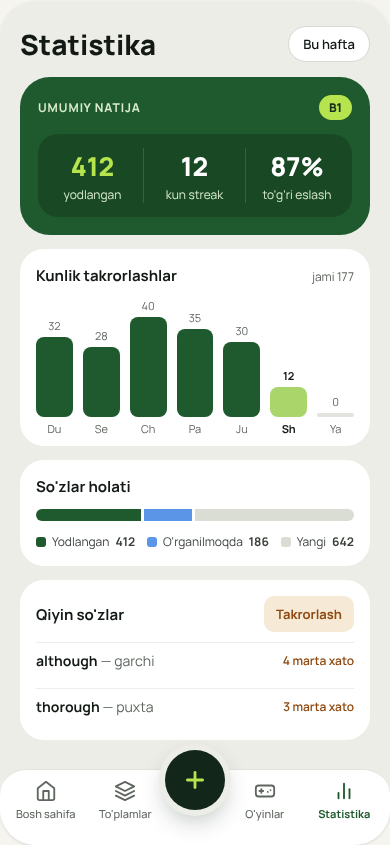 Statistika
Bu hafta
UMUMIY NATIJA
B1
412 12 87%
yodlangan kun streak to'g'ri eslash
Kunlik takrorlashlar
jami 177
32 28 40 35 30 12 0
Du Se Ch Pa Ju Sh Ya
So'zlar holati
Yodlangan 412 O'rganilmoqda 186 Yangi 642
Qiyin so'zlar
Takrorlash
although — garchi 4 marta xato
thorough — puxta 3 marta xato
Bosh sahifa To'plamlar O'yinlar Statistika